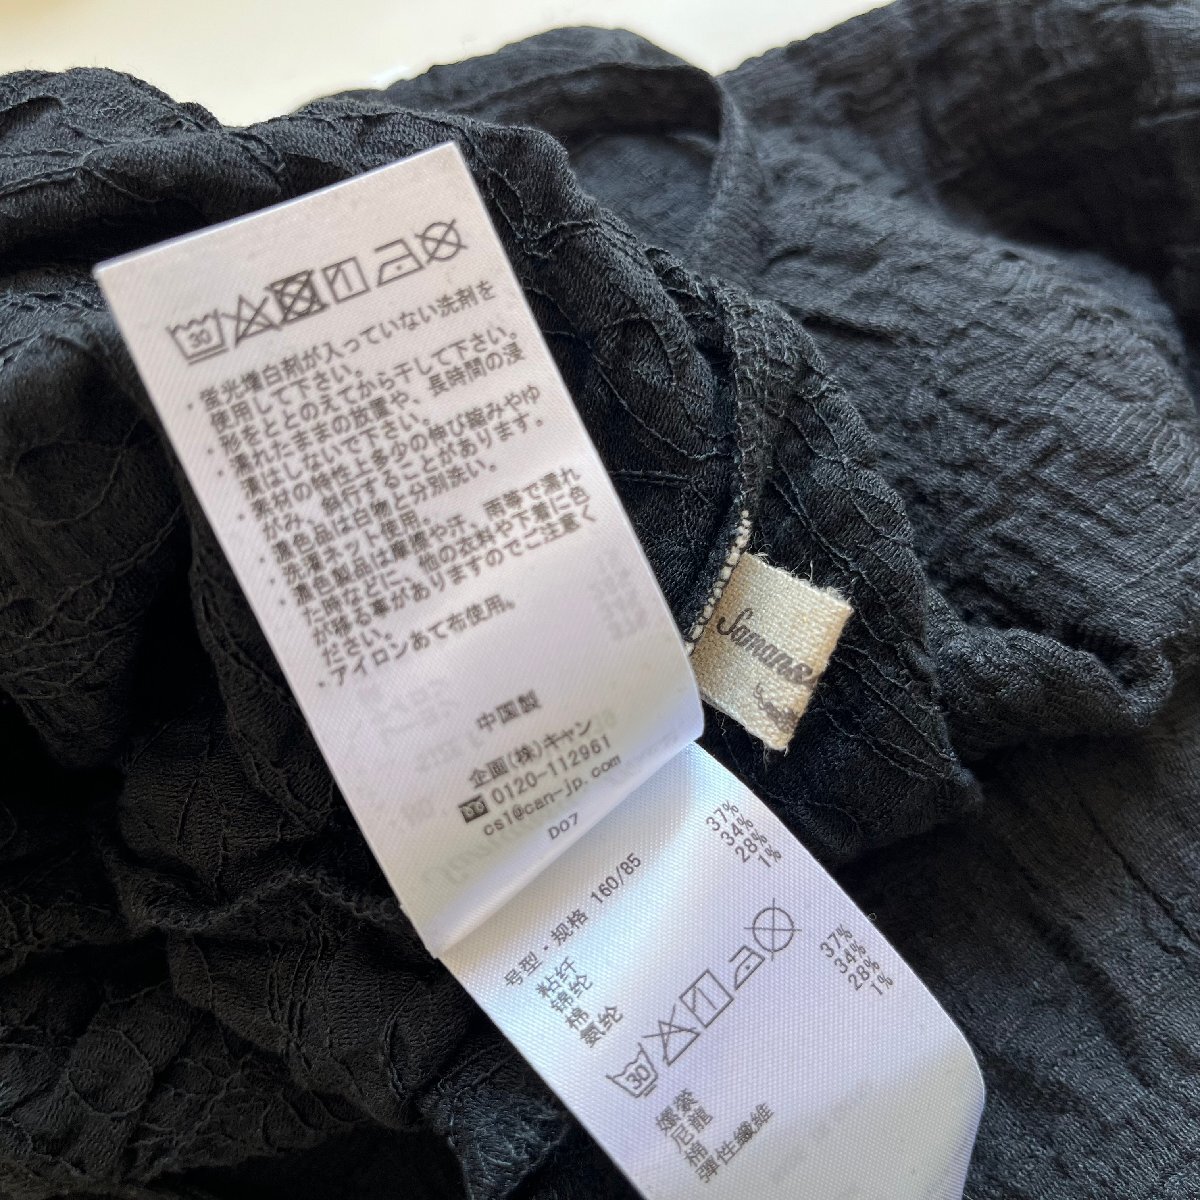 30
・蛍光増白剤が入っていない洗剤を
使用して下さい。
・形をととのえてから干して下さい。
・濡れたままの放置や、長時間の浸
漬はしないで下さい。
・素材の特性上多少の伸び縮みやゆ
がみ、斜行することがあります。
・濃色品は白物と分別洗い。
・洗濯ネット使用。
・濃色製品は摩擦や汗、雨等で濡れ
た時などに、他の衣料や下着に色
が移る事がありますのでご注意く
ださい。
・アイロンあて布使用。
中国製
企画(株)キャン
0120-112961
cs1@can-jp.com
D07
37%
34%
28%
1%
号型・规格 160/85
粘纤 37%
锦纶 34%
棉 28%
氨纶 1%
30
嫘縈
尼龍
棉
彈性纖維
Samans